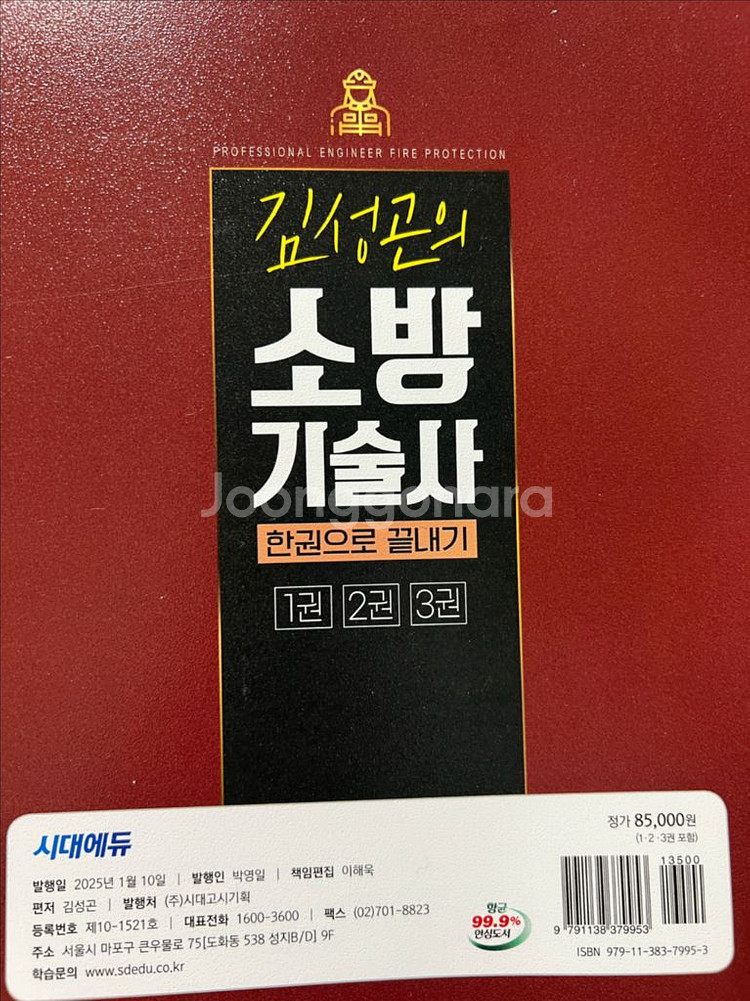 PROFESSIONAL ENGINEER FIRE PROTECTION
김성곤의
소방
기술사
Joonggonara
한권으로 끝내기
1권 2권 3권
시대에듀
정가 85,000원
(1·2·3권 포함)
발행일 2025년 1월 10일 | 발행인 박영일 | 책임편집 이해욱
편저 김성곤 | 발행처 (주)시대고시기획
등록번호 제10-1521호 | 대표전화 1600-3600 | 팩스 (02)701-8823
주소 서울시 마포구 큰우물로 75[도화동 538 성지B/D] 9F
학습문의 www.sdedu.co.kr
항균
99.9%
안심도서
13500
9 791138 379953
ISBN 979-11-383-7995-3